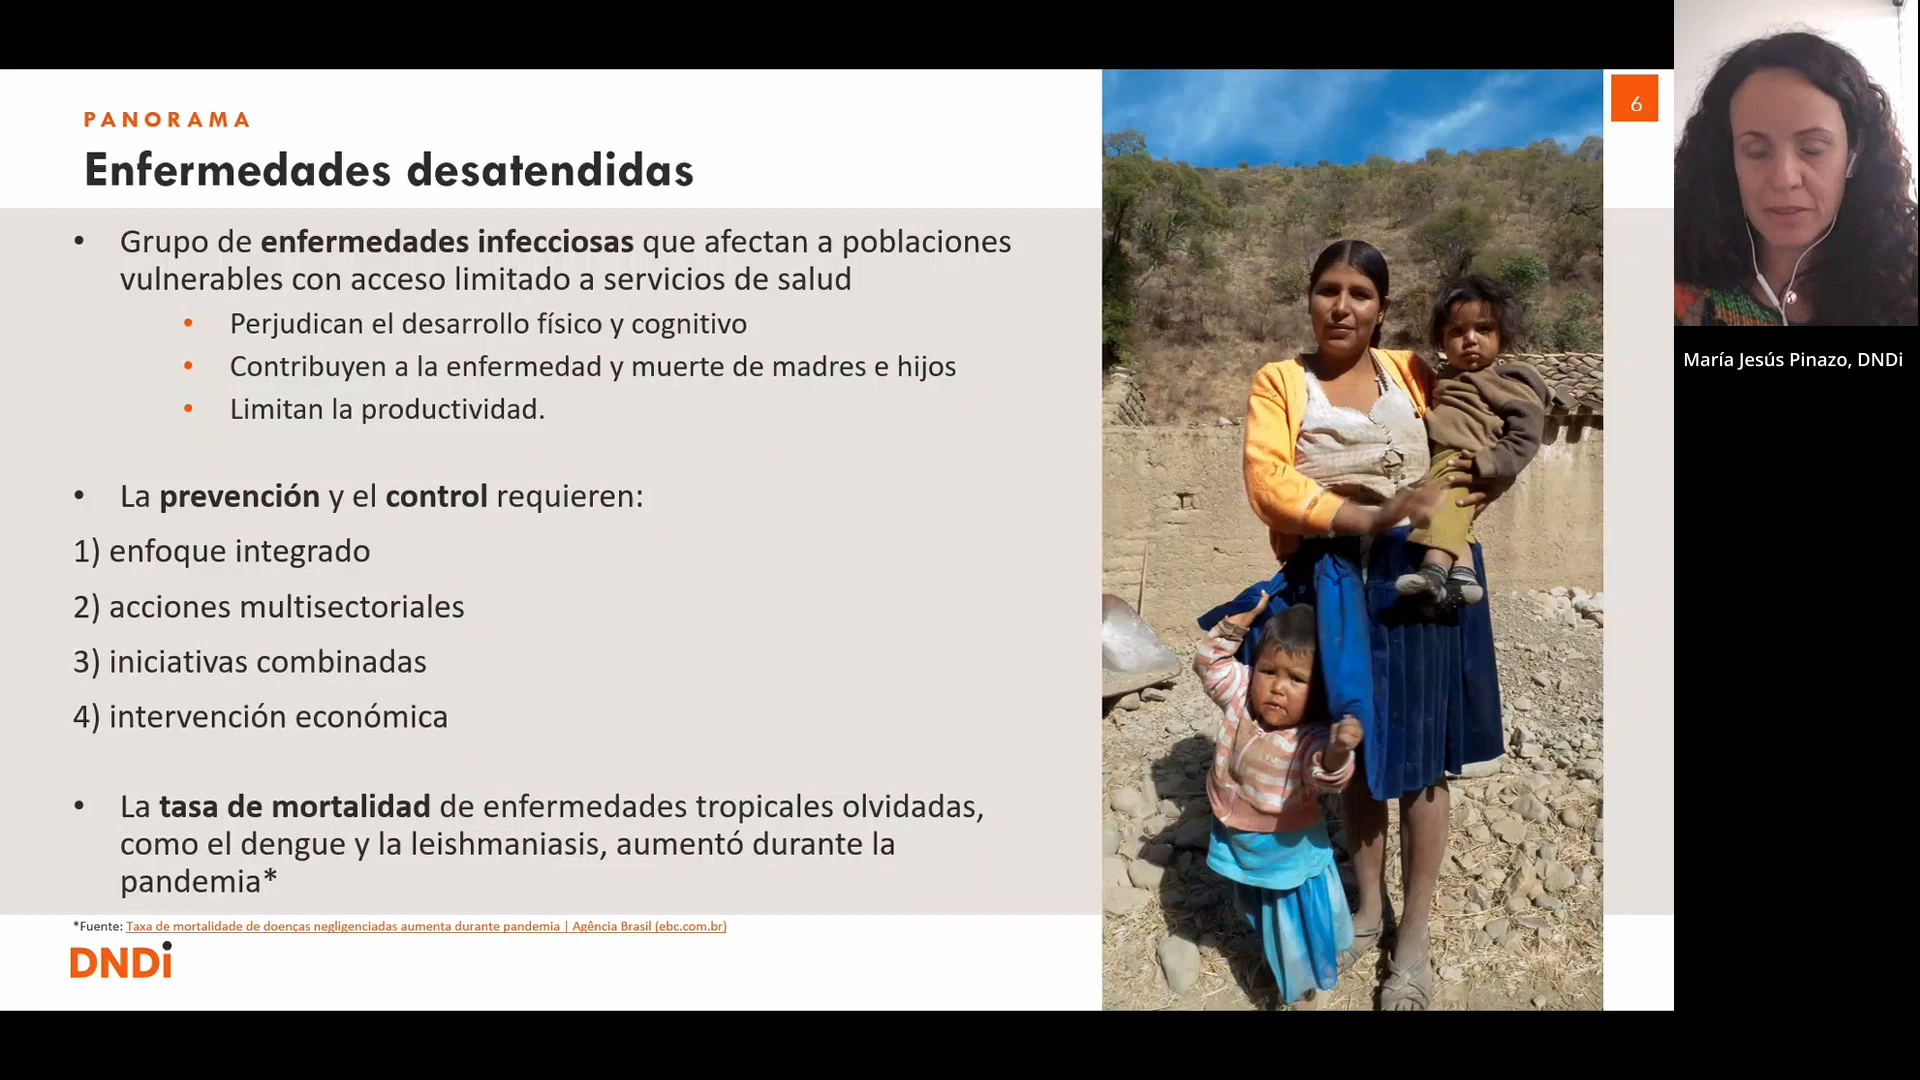 PANORAMA
Enfermedades desatendidas
6
• Grupo de enfermedades infecciosas que afectan a poblaciones
vulnerables con acceso limitado a servicios de salud
• Perjudican el desarrollo físico y cognitivo
• Contribuyen a la enfermedad y muerte de madres e hijos
• Limitan la productividad.
• La prevención y el control requieren:
1) enfoque integrado
2) acciones multisectoriales
3) iniciativas combinadas
4) intervención económica
• La tasa de mortalidad de enfermedades tropicales olvidadas,
como el dengue y la leishmaniasis, aumentó durante la
pandemia*
*Fuente: Taxa de mortalidade de doenças negligenciadas aumenta durante pandemia | Agência Brasil (ebc.com.br)
DNDi
María Jesús Pinazo, DNDi